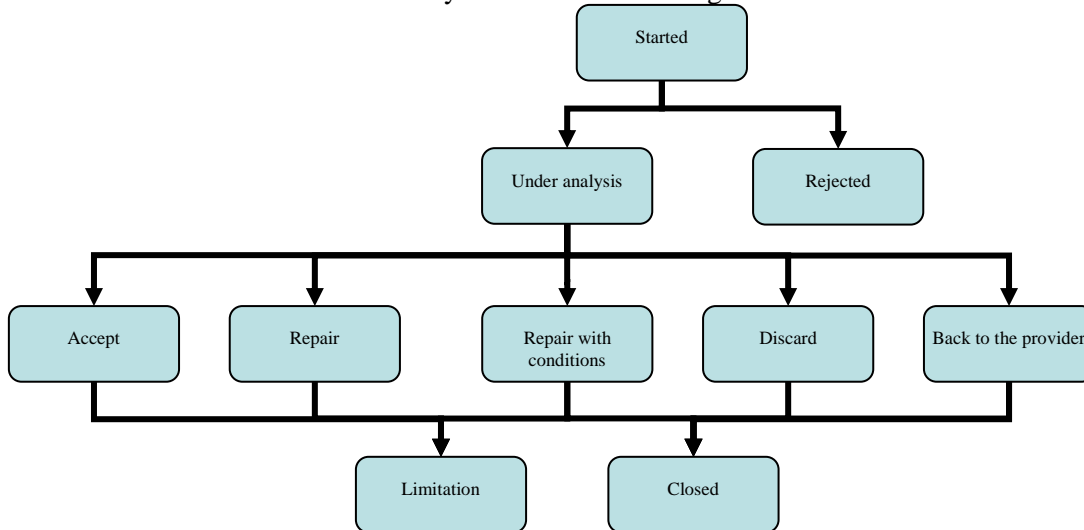 Started
Under analysis
Rejected
Accept
Repair
Repair with
conditions
Discard
Back to the provider
Limitation
Closed